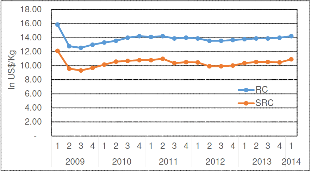 18.00
16.00
14.00
12.00
10.00
8.00
6.00
4.00
2.00
-
In US$/Kg
RC
SRC
1 2 3 4 1 2 3 4 1 2 3 4 1 2 3 4 1 2 3 4 1
2009 2010 2011 2012 2013 2014